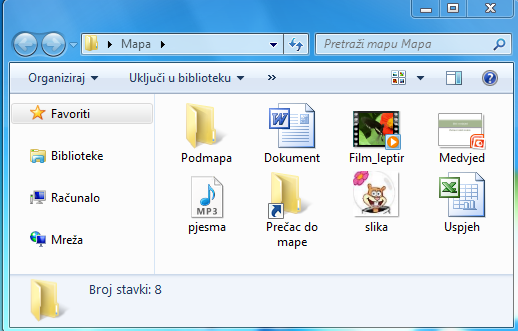 Mapa
Pretraži mapu Mapa
Organiziraj
Uključi u biblioteku
»
Favoriti
Biblioteke
Računalo
Mreža
Podmapa
Dokument
Film_leptir
Medvjed
MP3
pjesma
Prečac do
mape
slika
Uspjeh
Broj stavki: 8